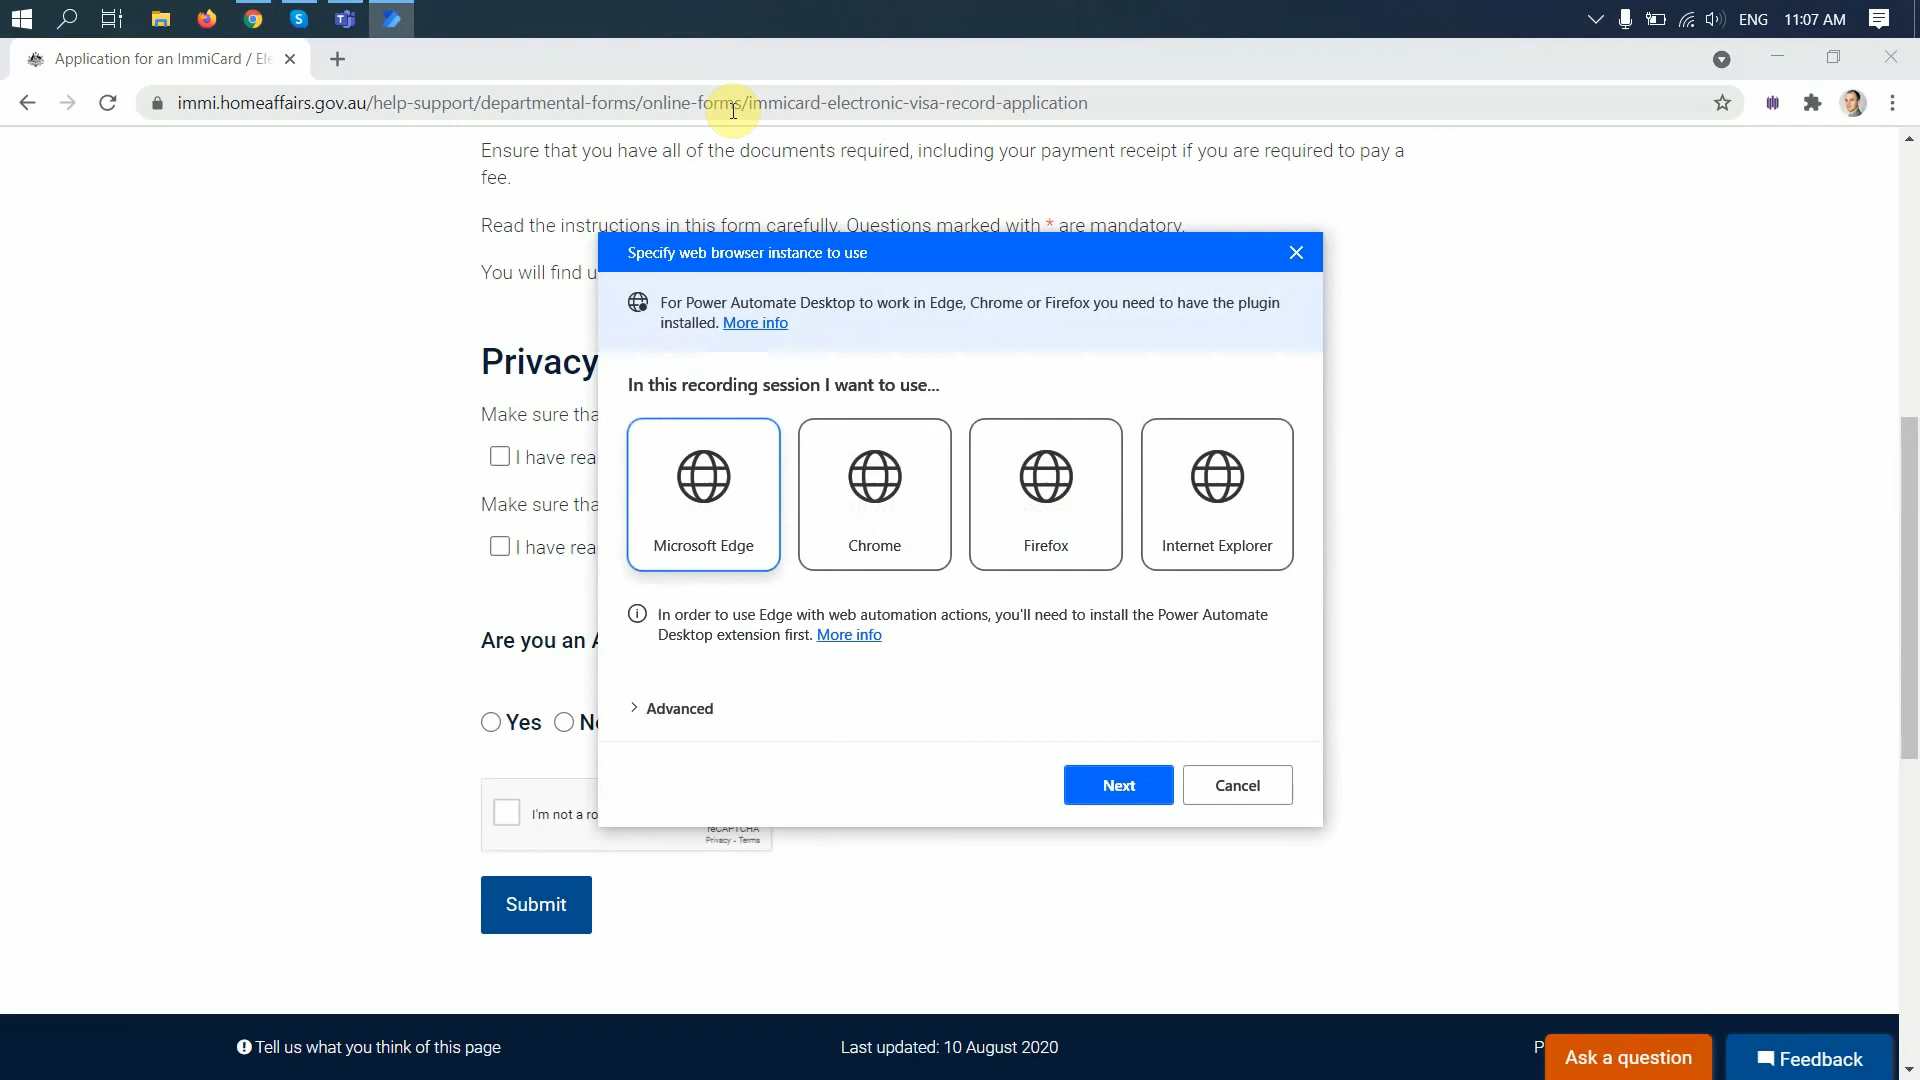 ENG 11:07 AM
Application for an ImmiCard / Ele
immi.homeaffairs.gov.au/help-support/departmental-forms/online-forms/immicard-electronic-visa-record-application
Ensure that you have all of the documents required, including your payment receipt if you are required to pay a
fee.
Read the instructions in this form carefully. Questions marked with * are mandatory.
You will find u
Specify web browser instance to use
For Power Automate Desktop to work in Edge, Chrome or Firefox you need to have the plugin
installed. More info
Privacy
In this recording session I want to use...
Make sure tha
I have rea
Make sure tha
I have rea
Microsoft Edge
Chrome
Firefox
Internet Explorer
In order to use Edge with web automation actions, you'll need to install the Power Automate
Desktop extension first. More info
Are you an A
Yes No
Advanced
Next
Cancel
I'm not a ro
reCAPTCHA
Privacy - Terms
Submit
Tell us what you think of this page
Last updated: 10 August 2020
P
Ask a question
Feedback